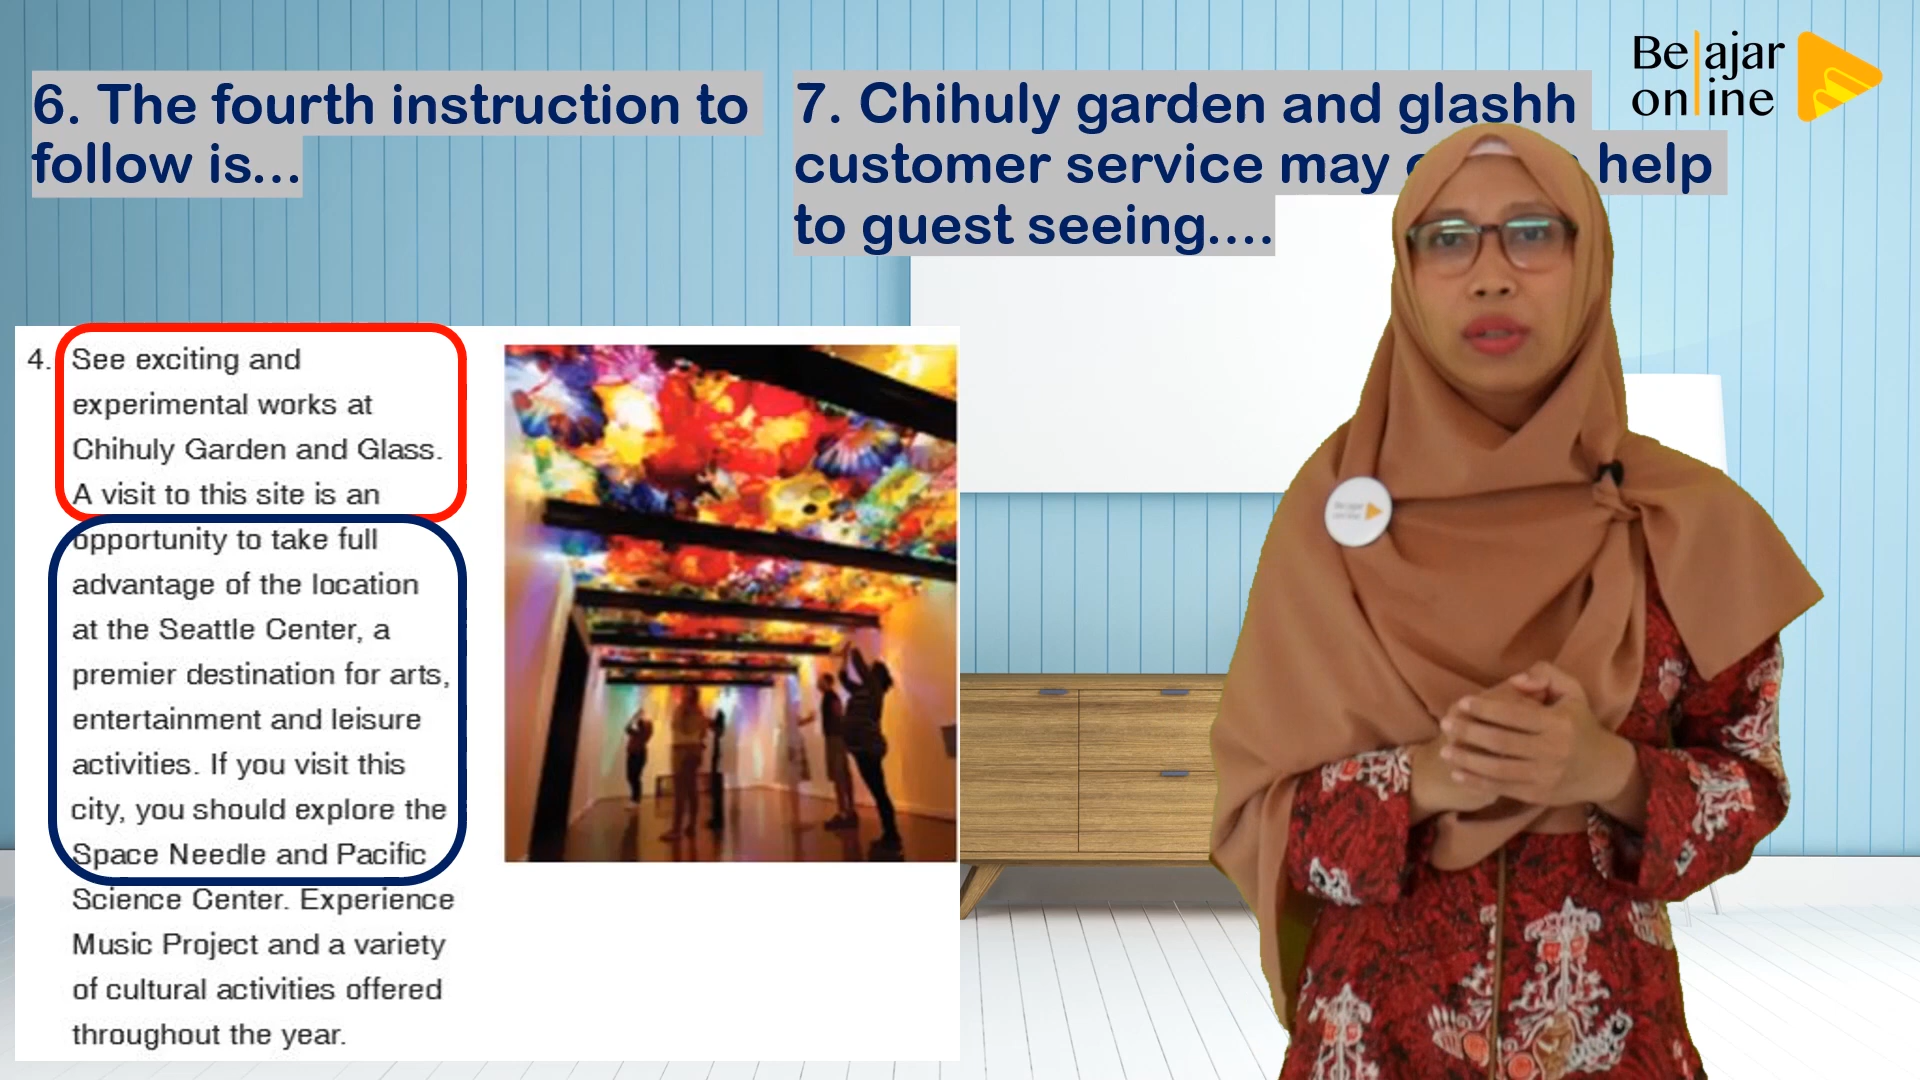 6. The fourth instruction to
follow is...
7. Chihuly garden and glashh
customer service may help
to guest seeing....
Belajar
online
4. See exciting and
experimental works at
Chihuly Garden and Glass.
A visit to this site is an
opportunity to take full
advantage of the location
at the Seattle Center, a
premier destination for arts,
entertainment and leisure
activities. If you visit this
city, you should explore the
Space Needle and Pacific
Science Center. Experience
Music Project and a variety
of cultural activities offered
throughout the year.